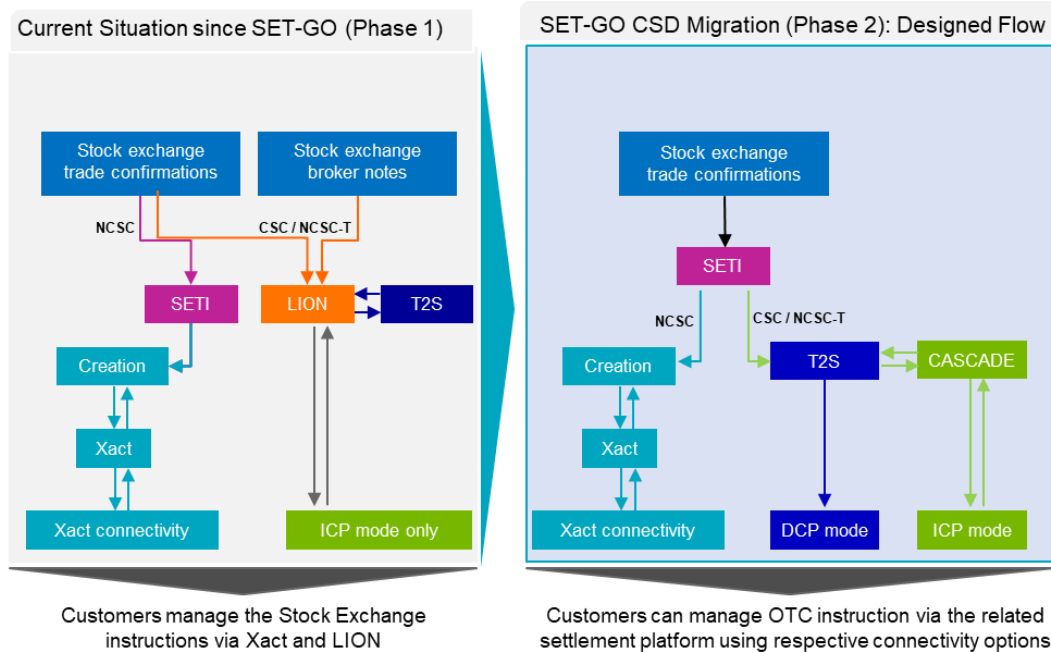 Current Situation since SET-GO (Phase 1)
Stock exchange
trade confirmations
Stock exchange
broker notes
NCSC
CSC / NCSC-T
SETI
LION
T2S
Creation
Xact
Xact connectivity
ICP mode only
Customers manage the Stock Exchange
instructions via Xact and LION
SET-GO CSD Migration (Phase 2): Designed Flow
Stock exchange
trade confirmations
SETI
NCSC
CSC / NCSC-T
Creation
T2S
CASCADE
Xact
Xact connectivity
DCP mode
ICP mode
Customers can manage OTC instruction via the related
settlement platform using respective connectivity options